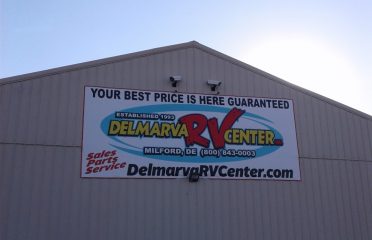 YOUR BEST PRICE IS HERE GUARANTEED
ESTABLISHED 1993
DELMARVA RV CENTER
MILFORD, DE (800) 843-0003
Sales
Parts
Service
DelmarvaRVCenter.com